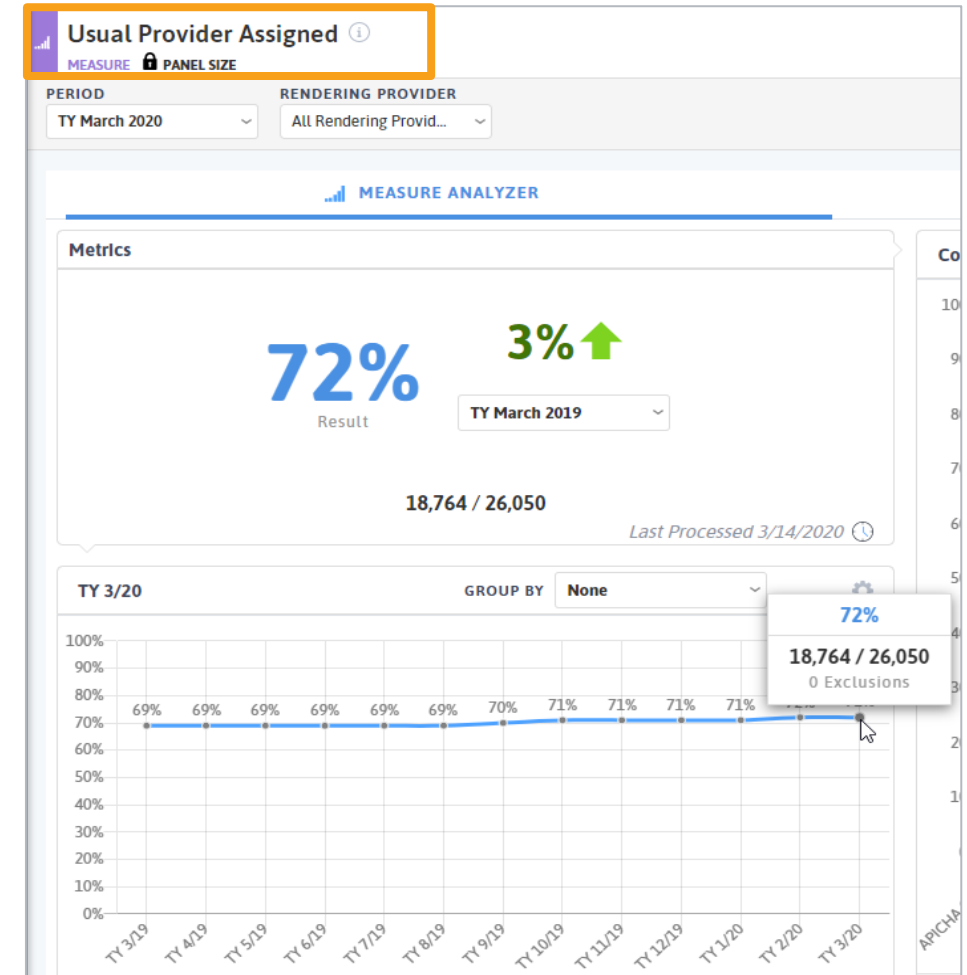 Usual Provider Assigned
MEASURE PANEL SIZE
PERIOD RENDERING PROVIDER
TY March 2020 All Rendering Provid...
MEASURE ANALYZER
Metrics
Co
72% 3%
Result TY March 2019
18,764 / 26,050
Last Processed 3/14/2020
TY 3/20 GROUP BY None
72%
18,764 / 26,050
0 Exclusions
100%
90%
80%
70%
60%
50%
40%
30%
20%
10%
0%
69% 69% 69% 69% 69% 69% 70% 71% 71% 71% 71%
TY 3/19 TY 4/19 TY 5/19 TY 6/19 TY 7/19 TY 8/19 TY 9/19 TY 10/19 TY 11/19 TY 12/19 TY 1/20 TY 2/20 TY 3/20
APICHA